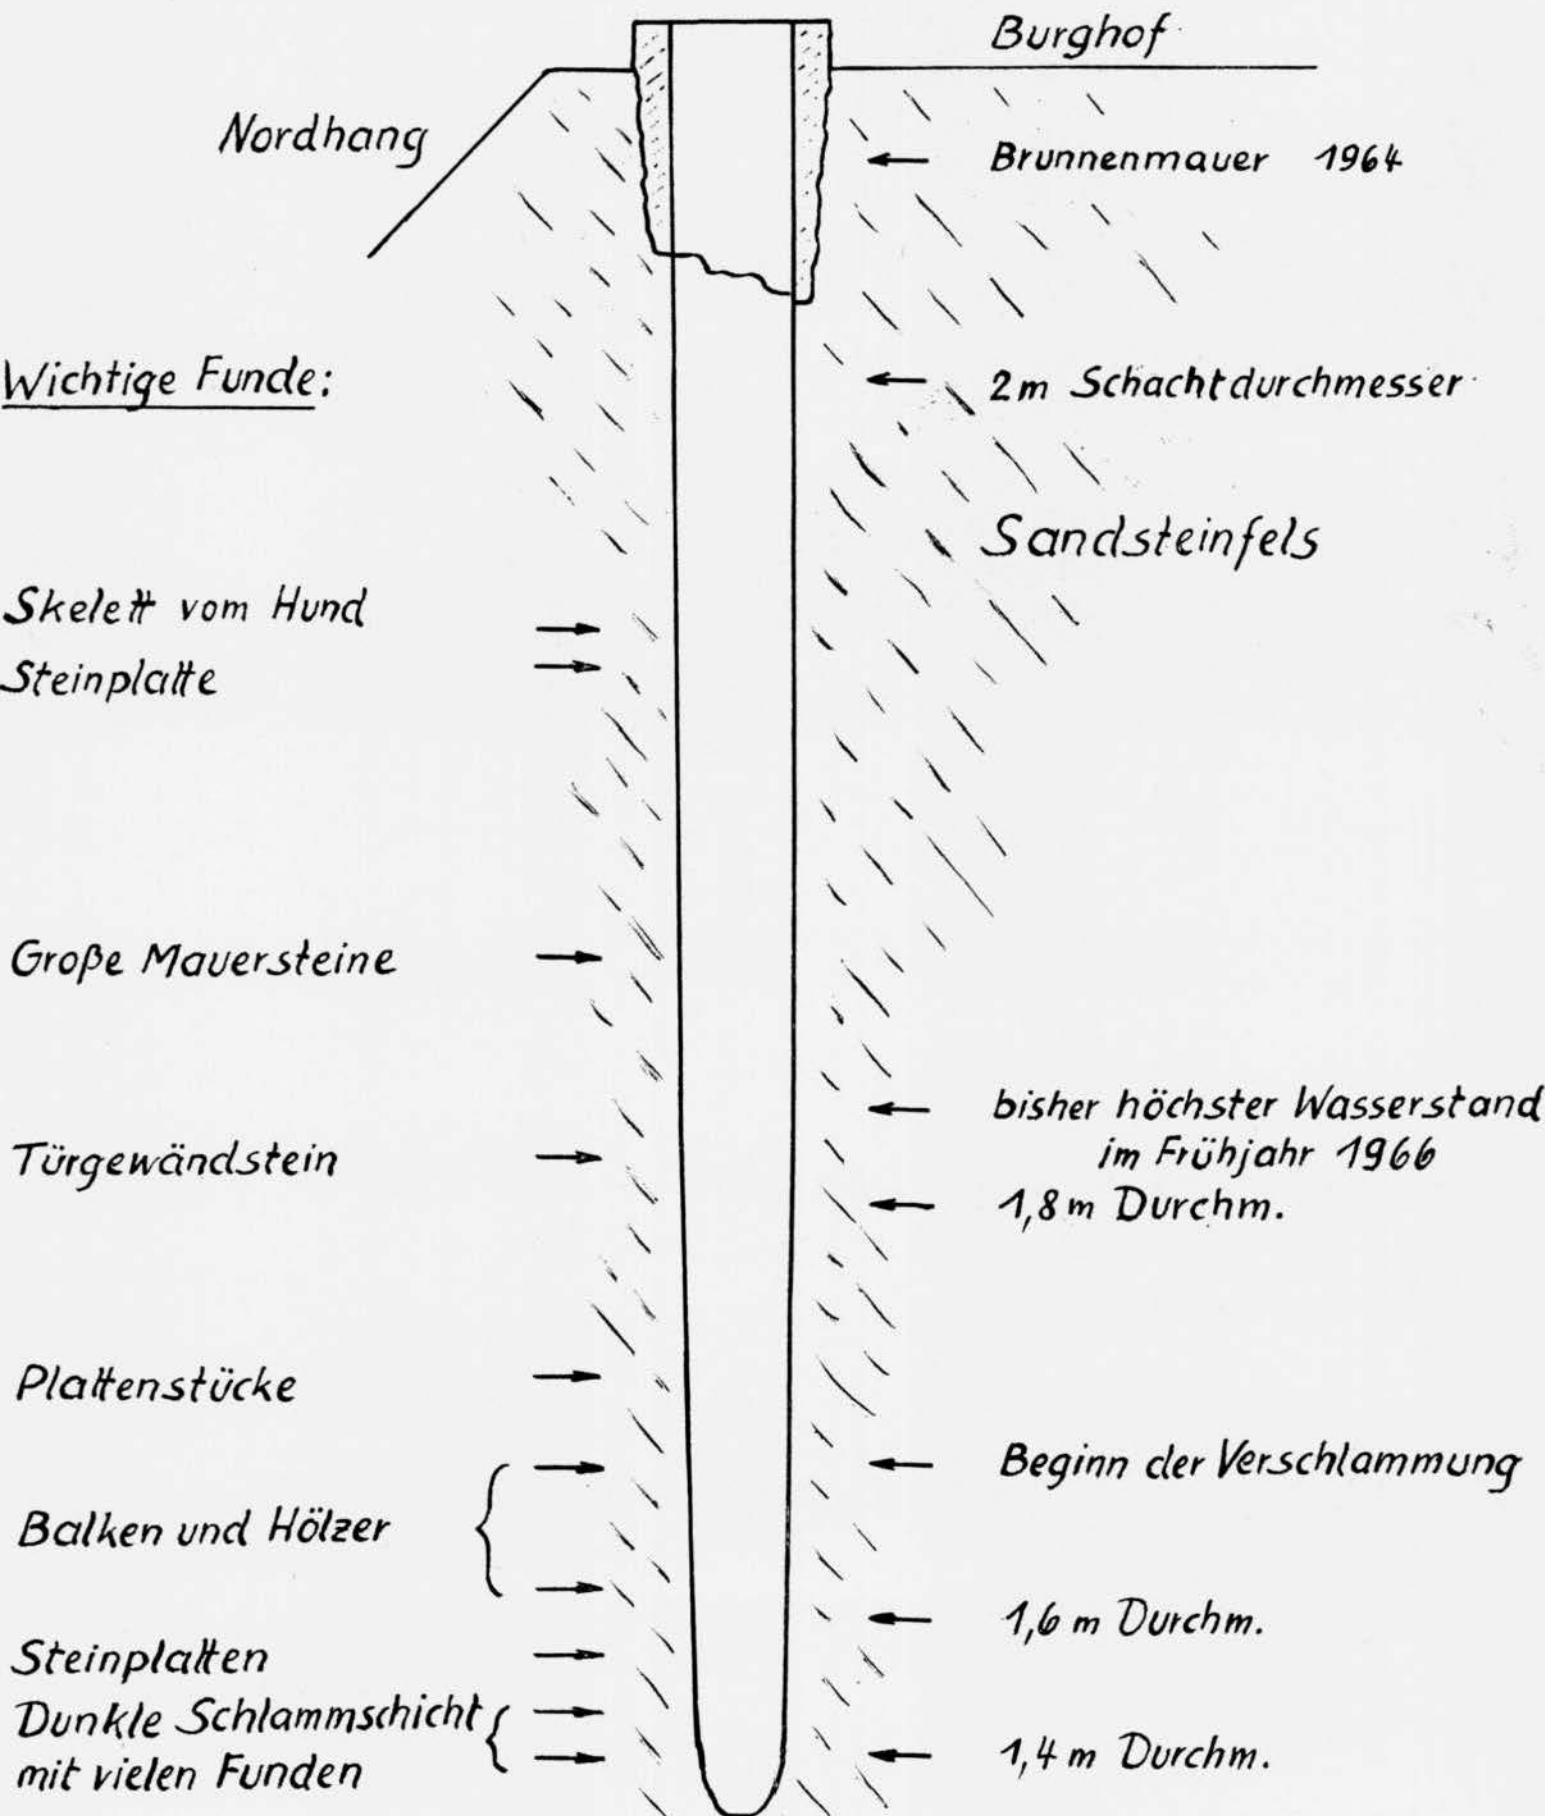 Burghof
Nordhang
Brunnenmauer 1964
Wichtige Funde:
2m Schachtdurchmesser
Sandsteinfels
Skelett vom Hund
Steinplatte
Große Mauersteine
bisher höchster Wasserstand
im Frühjahr 1966
Türgewändstein
1,8 m Durchm.
Plattenstücke
Beginn der Verschlammung
Balken und Hölzer
1,6 m Durchm.
Steinplatten
Dunkle Schlammschicht
mit vielen Funden
1,4 m Durchm.